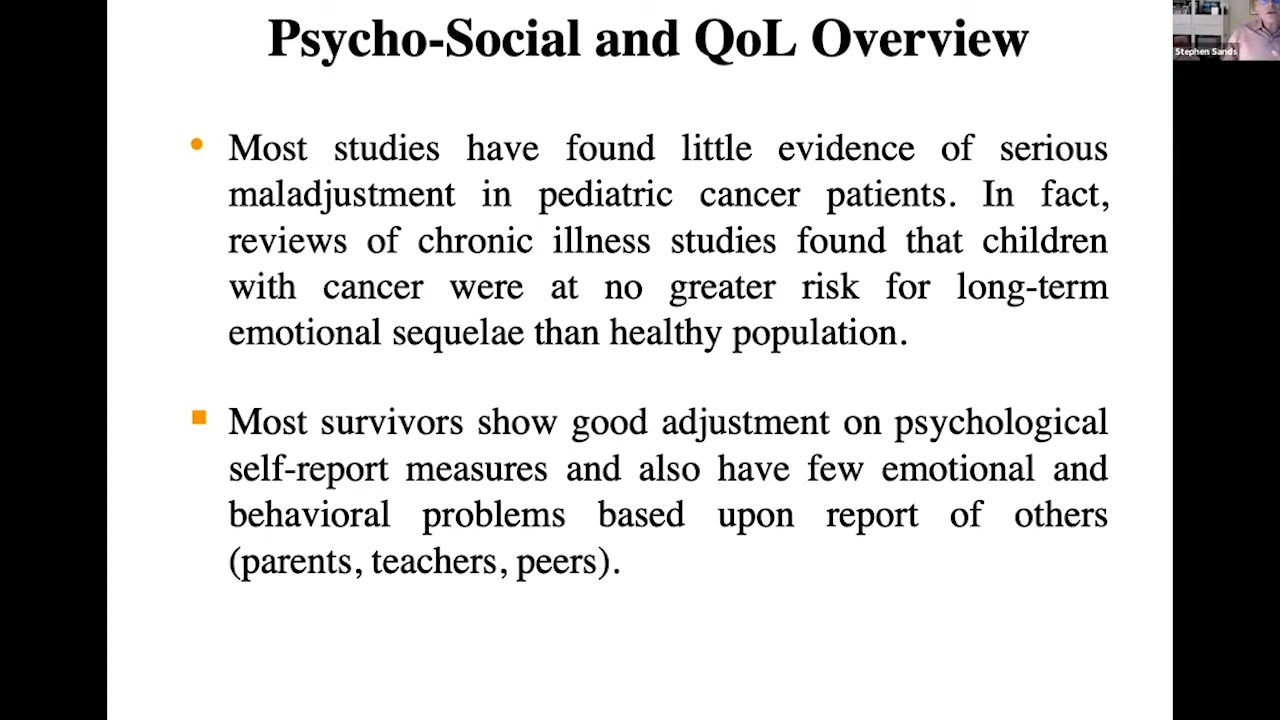 Psycho-Social and QoL Overview
Stephen Sands
• Most studies have found little evidence of serious
maladjustment in pediatric cancer patients. In fact,
reviews of chronic illness studies found that children
with cancer were at no greater risk for long-term
emotional sequelae than healthy population.
▪ Most survivors show good adjustment on psychological
self-report measures and also have few emotional and
behavioral problems based upon report of others
(parents, teachers, peers).